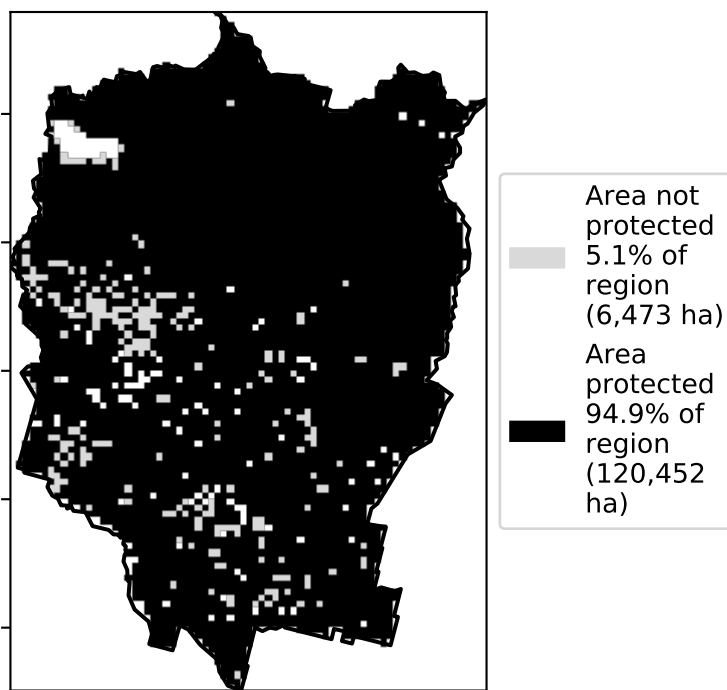 Area not
protected
5.1% of
region
(6,473 ha)
Area
protected
94.9% of
region
(120,452
ha)